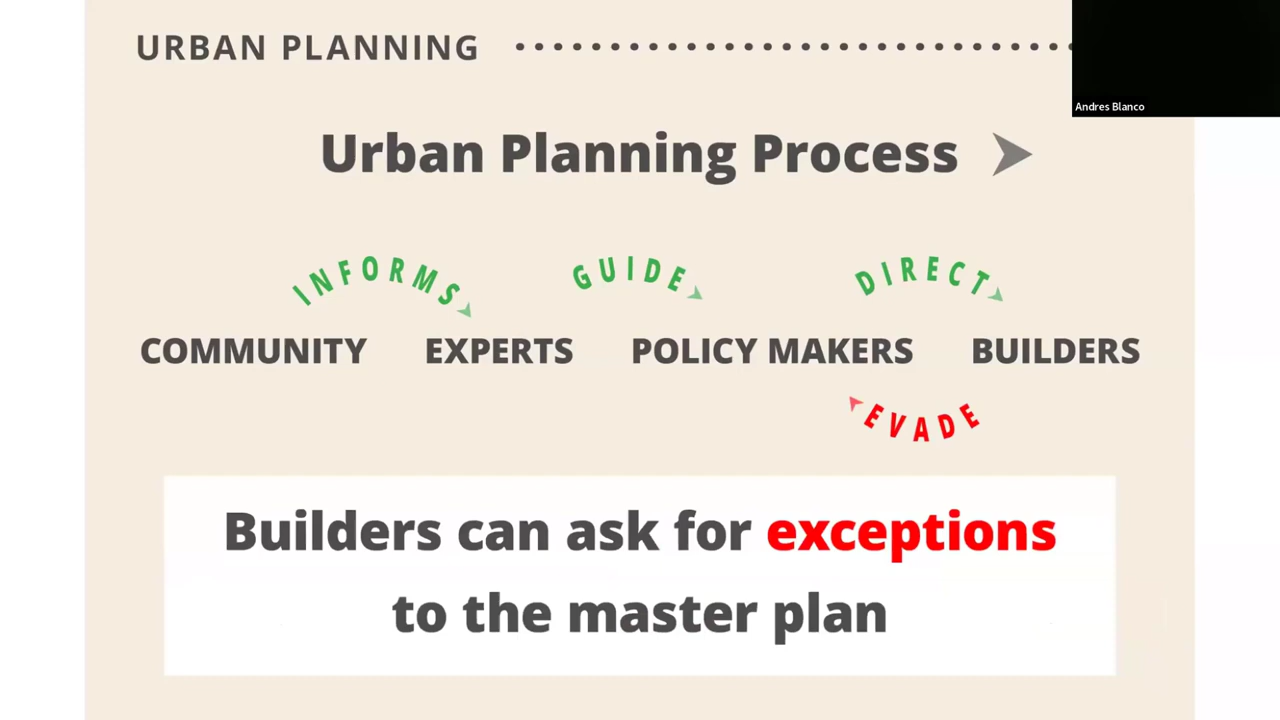 URBAN PLANNING
Andres Blanco
Urban Planning Process
INFORMS GUIDE DIRECT
COMMUNITY EXPERTS POLICY MAKERS BUILDERS
EVADE
Builders can ask for exceptions
to the master plan